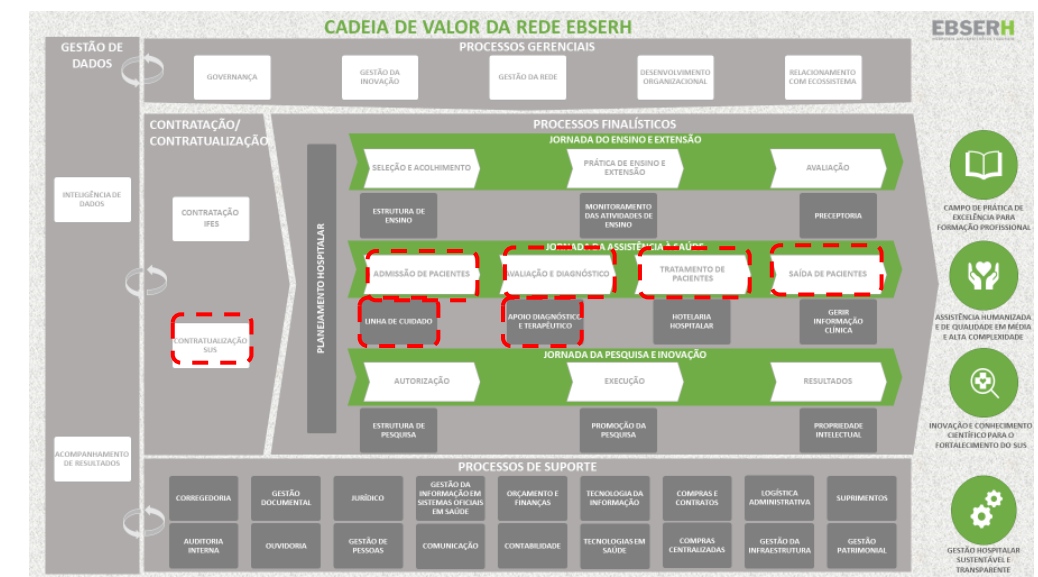 CADEIA DE VALOR DA REDE EBSERH
EBSERH
GESTÃO DE
DADOS
PROCESSOS GERENCIAIS
GOVERNANÇA
GESTÃO DA
INOVAÇÃO
GESTÃO DA REDE
DESENVOLVIMENTO
ORGANIZACIONAL
RELACIONAMENTO
COM ECOSSISTEMA
INTELIGÊNCIA DE
DADOS
ACOMPANHAMENTO
DE RESULTADOS
CONTRATAÇÃO/
CONTRATUALIZAÇÃO
CONTRATAÇÃO
IFES
CONTRATUALIZAÇÃO
SUS
PLANEJAMENTO HOSPITALAR
PROCESSOS FINALÍSTICOS
JORNADA DO ENSINO E EXTENSÃO
SELEÇÃO E ACOLHIMENTO
PRÁTICA DE ENSINO E
EXTENSÃO
AVALIAÇÃO
ESTRUTURA DE
ENSINO
MONITORAMENTO
DAS ATIVIDADES DE
ENSINO
PRECEPTORIA
JORNADA DA ASSISTÊNCIA À SAÚDE
ADMISSÃO DE PACIENTES
AVALIAÇÃO E DIAGNÓSTICO
TRATAMENTO DE
PACIENTES
SAÍDA DE PACIENTES
LINHA DE CUIDADO
APOIO DIAGNÓSTICO
E TERAPÊUTICO
HOTELARIA
HOSPITALAR
GERIR
INFORMAÇÃO
CLÍNICA
JORNADA DA PESQUISA E INOVAÇÃO
AUTORIZAÇÃO
EXECUÇÃO
RESULTADOS
ESTRUTURA DE
PESQUISA
PROMOÇÃO DA
PESQUISA
PROPRIEDADE
INTELECTUAL
PROCESSOS DE SUPORTE
CORREGEDORIA
GESTÃO
DOCUMENTAL
JURÍDICO
GESTÃO DA
INFORMAÇÃO EM
SISTEMAS OFICIAIS
EM SAÚDE
ORÇAMENTO E
FINANÇAS
TECNOLOGIA DA
INFORMAÇÃO
COMPRAS E
CONTRATOS
LOGÍSTICA
ADMINISTRATIVA
SUPRIMENTOS
AUDITORIA
INTERNA
OUVIDORIA
GESTÃO DE
PESSOAS
COMUNICAÇÃO
CONTABILIDADE
TECNOLOGIAS EM
SAÚDE
COMPRAS
CENTRALIZADAS
GESTÃO DA
INFRAESTRUTURA
GESTÃO
PATRIMONIAL
CAMPO DE PRÁTICA DE
EXCELÊNCIA PARA
FORMAÇÃO PROFISSIONAL
ASSISTÊNCIA HUMANIZADA
E DE QUALIDADE EM MÉDIA
E ALTA COMPLEXIDADE
INOVAÇÃO E CONHECIMENTO
CIENTÍFICO PARA O
FORTALECIMENTO DO SUS
GESTÃO HOSPITALAR
SUSTENTÁVEL E
TRANSPARENTE